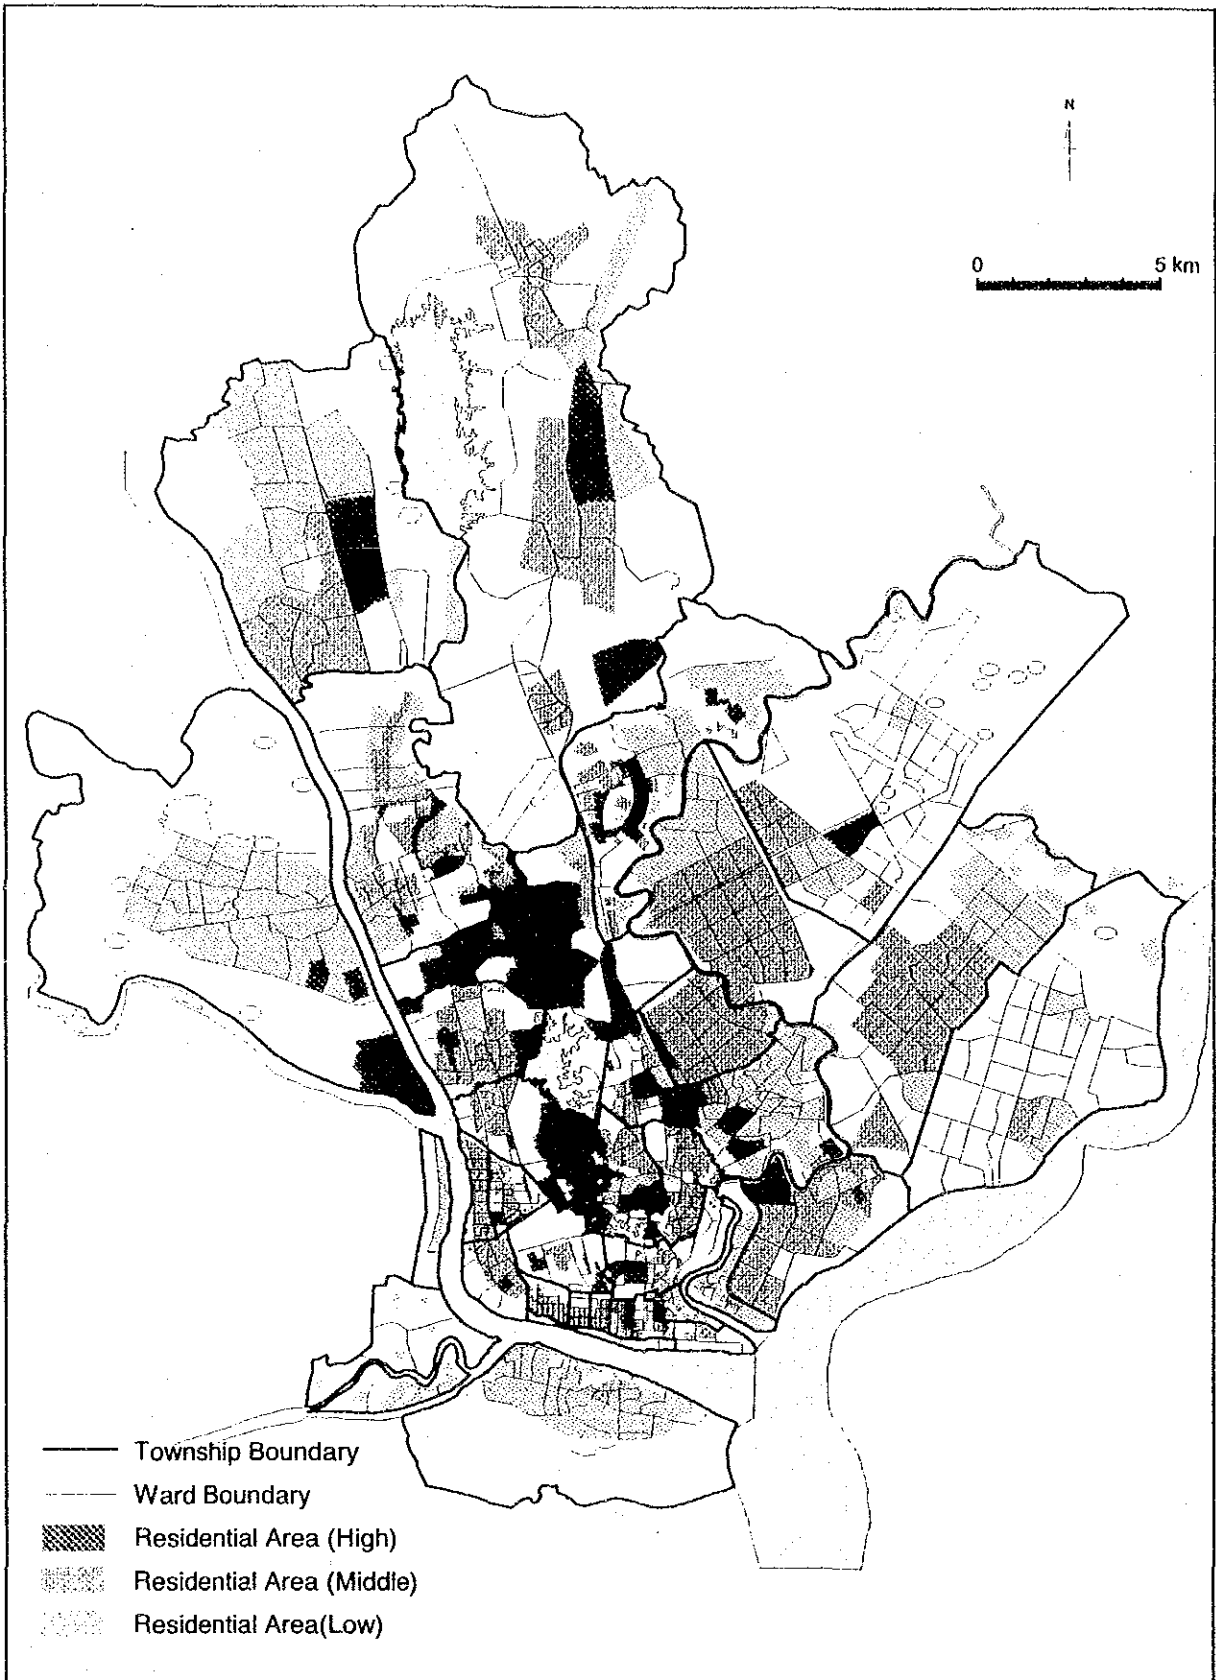 N
0 5 km
Township Boundary
Ward Boundary
Residential Area (High)
Residential Area (Middle)
Residential Area(Low)